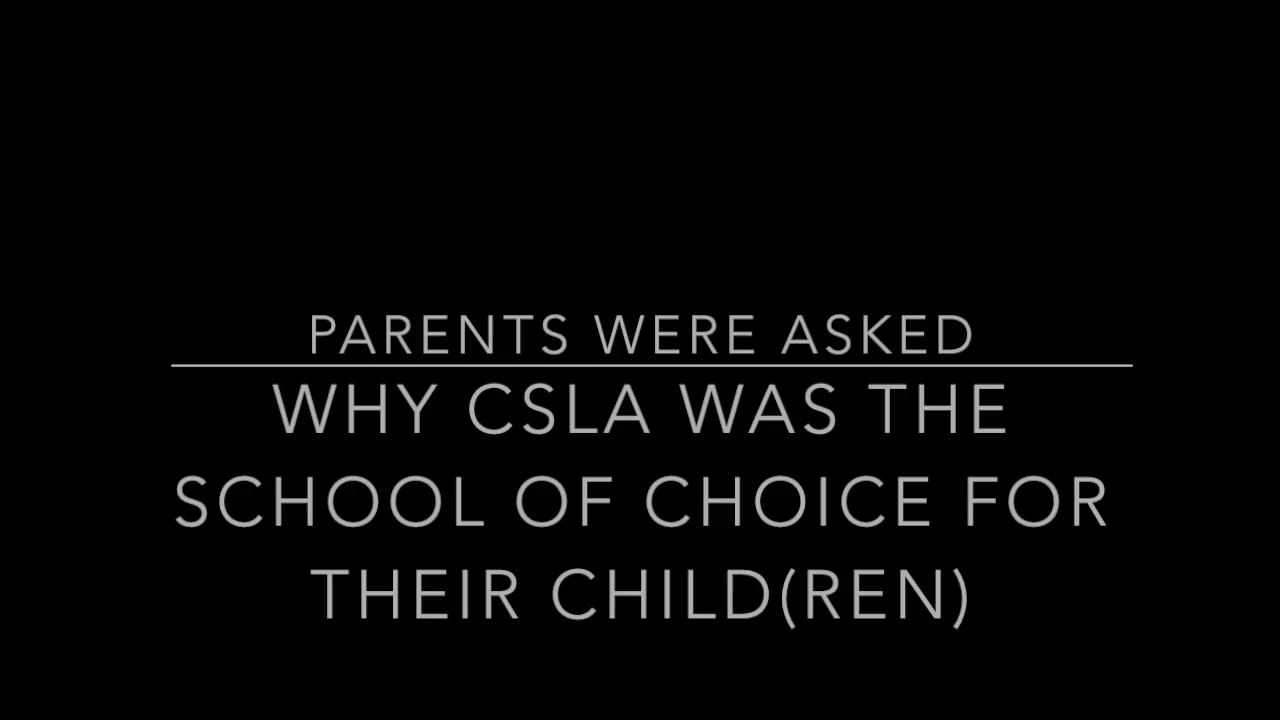 PARENTS WERE ASKED
WHY CSLA WAS THE
SCHOOL OF CHOICE FOR
THEIR CHILD(REN)